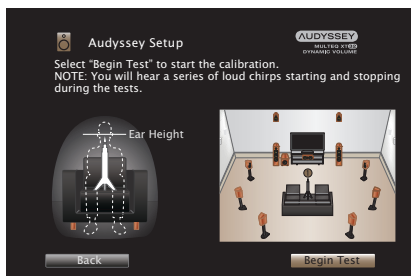 Audyssey Setup
AUDYSSEY
MULTEQ XT32
DYNAMIC VOLUME
Select “Begin Test” to start the calibration.
NOTE: You will hear a series of loud chirps starting and stopping
during the tests.
Ear Height
Back
Begin Test